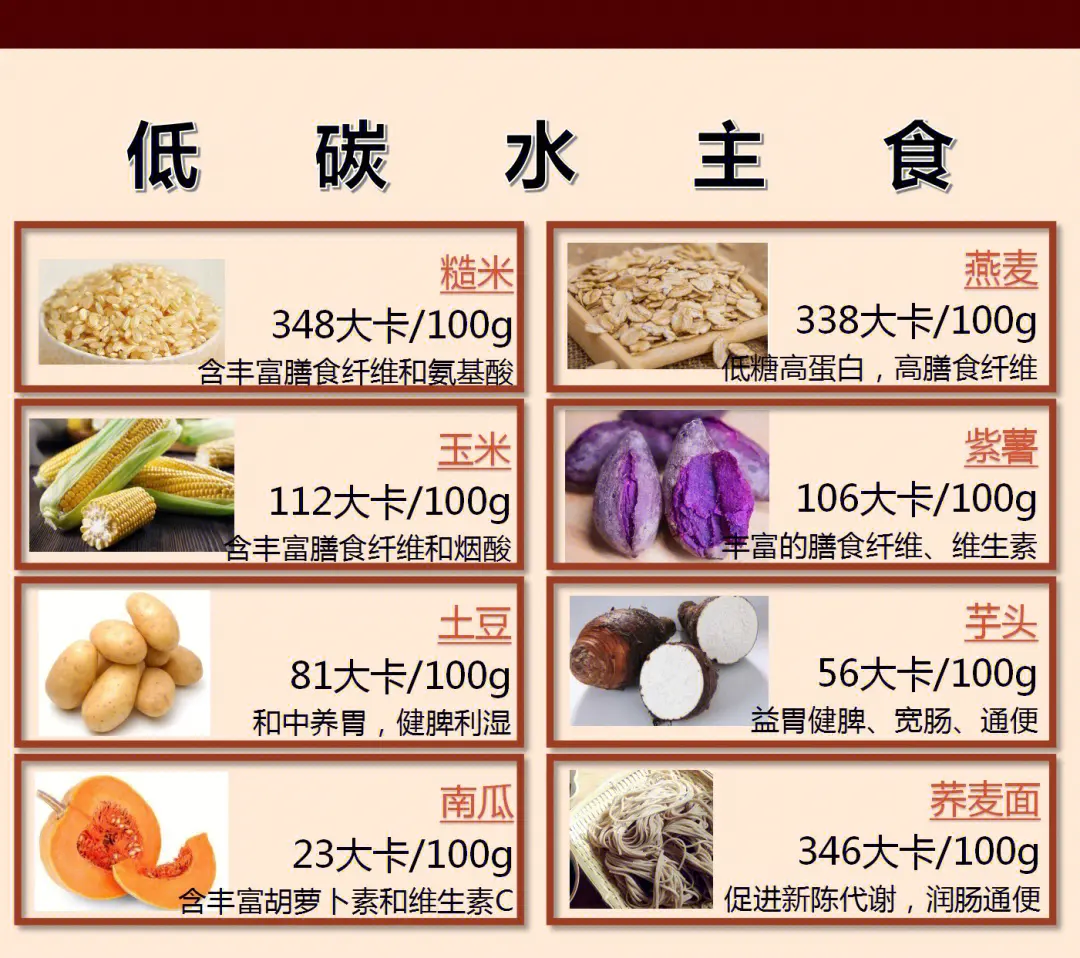 低碳水主食
糙米
348大卡/100g
含丰富膳食纤维和氨基酸
燕麦
338大卡/100g
低糖高蛋白，高膳食纤维
玉米
112大卡/100g
含丰富膳食纤维和烟酸
紫薯
106大卡/100g
丰富的膳食纤维、维生素
土豆
81大卡/100g
和中养胃，健脾利湿
芋头
56大卡/100g
益胃健脾、宽肠、通便
南瓜
23大卡/100g
含丰富胡萝卜素和维生素C
荞麦面
346大卡/100g
促进新陈代谢，润肠通便